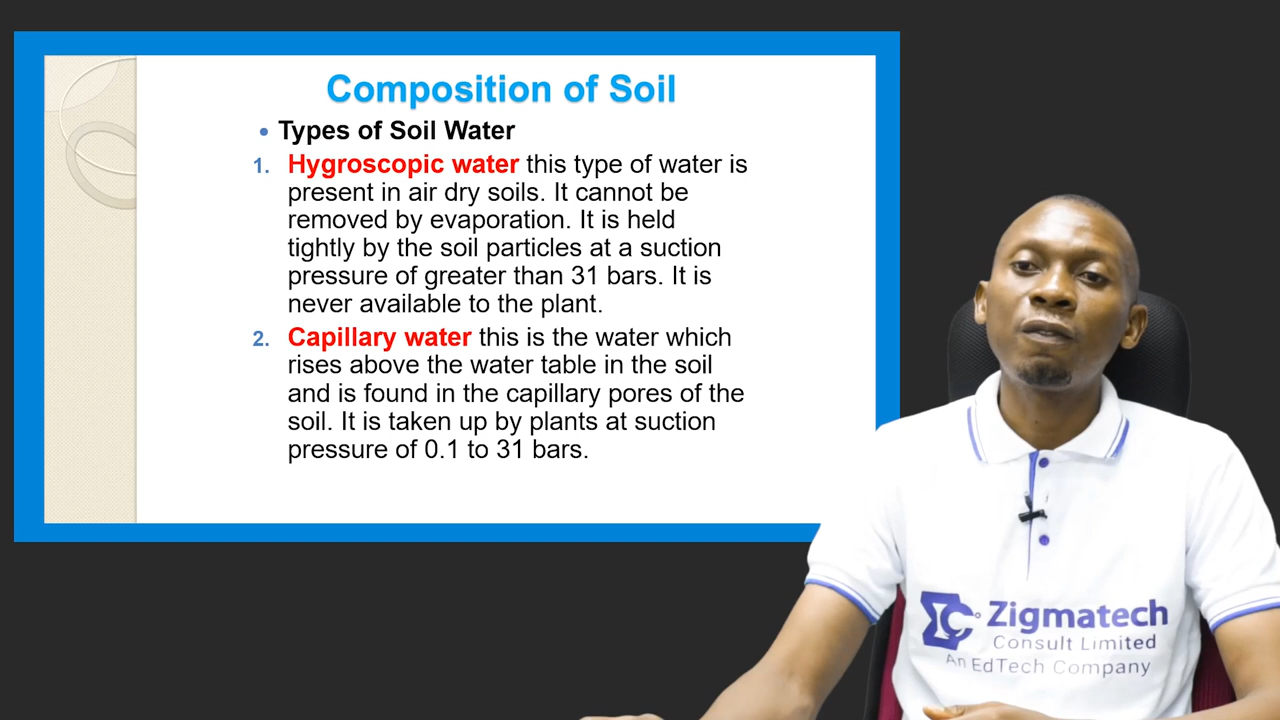 Composition of Soil
• Types of Soil Water
1. Hygroscopic water this type of water is
present in air dry soils. It cannot be
removed by evaporation. It is held
tightly by the soil particles at a suction
pressure of greater than 31 bars. It is
never available to the plant.
2. Capillary water this is the water which
rises above the water table in the soil
and is found in the capillary pores of the
soil. It is taken up by plants at suction
pressure of 0.1 to 31 bars.
Zigmatech
Consult Limited
An EdTech Company